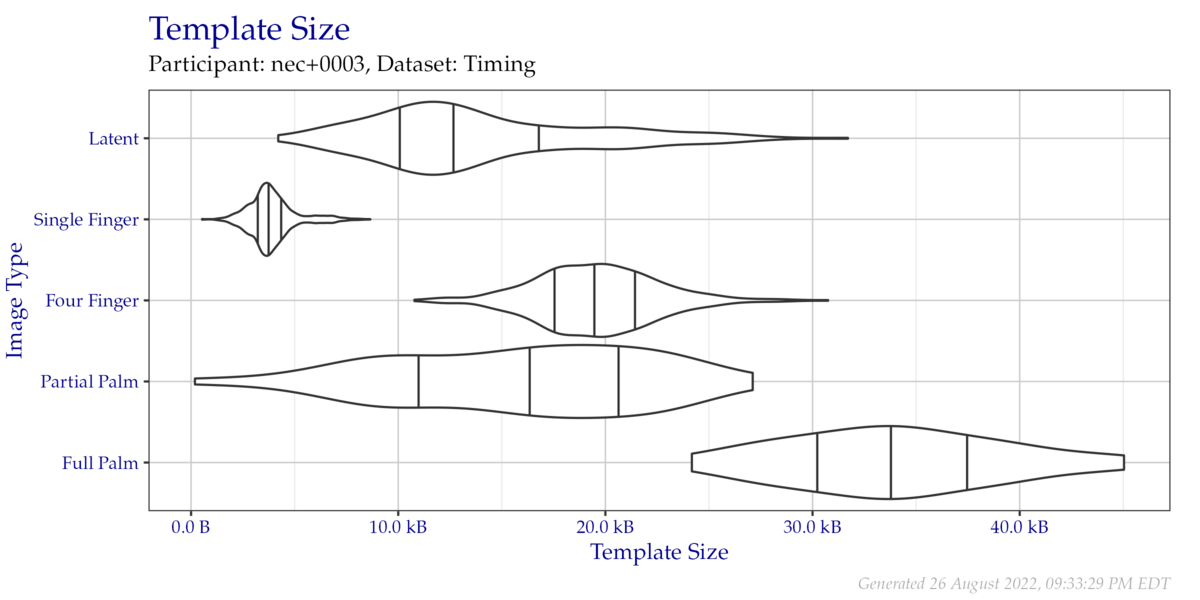 Template Size
Participant: nec+0003, Dataset: Timing
Latent
Single Finger
Four Finger
Partial Palm
Full Palm
Image Type
0.0 B
10.0 kB
20.0 kB
30.0 kB
40.0 kB
Template Size
Generated 26 August 2022, 09:33:29 PM EDT